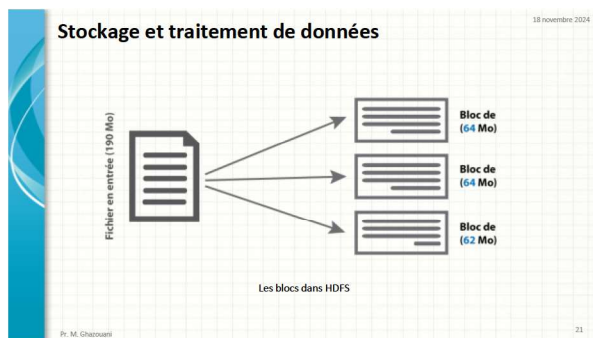 18 novembre 2024
Stockage et traitement de données
Fichier en entrée (190 Mo)
Bloc de
(64 Mo)
Bloc de
(64 Mo)
Bloc de
(62 Mo)
Les blocs dans HDFS
Pr. M. Ghazouani
21